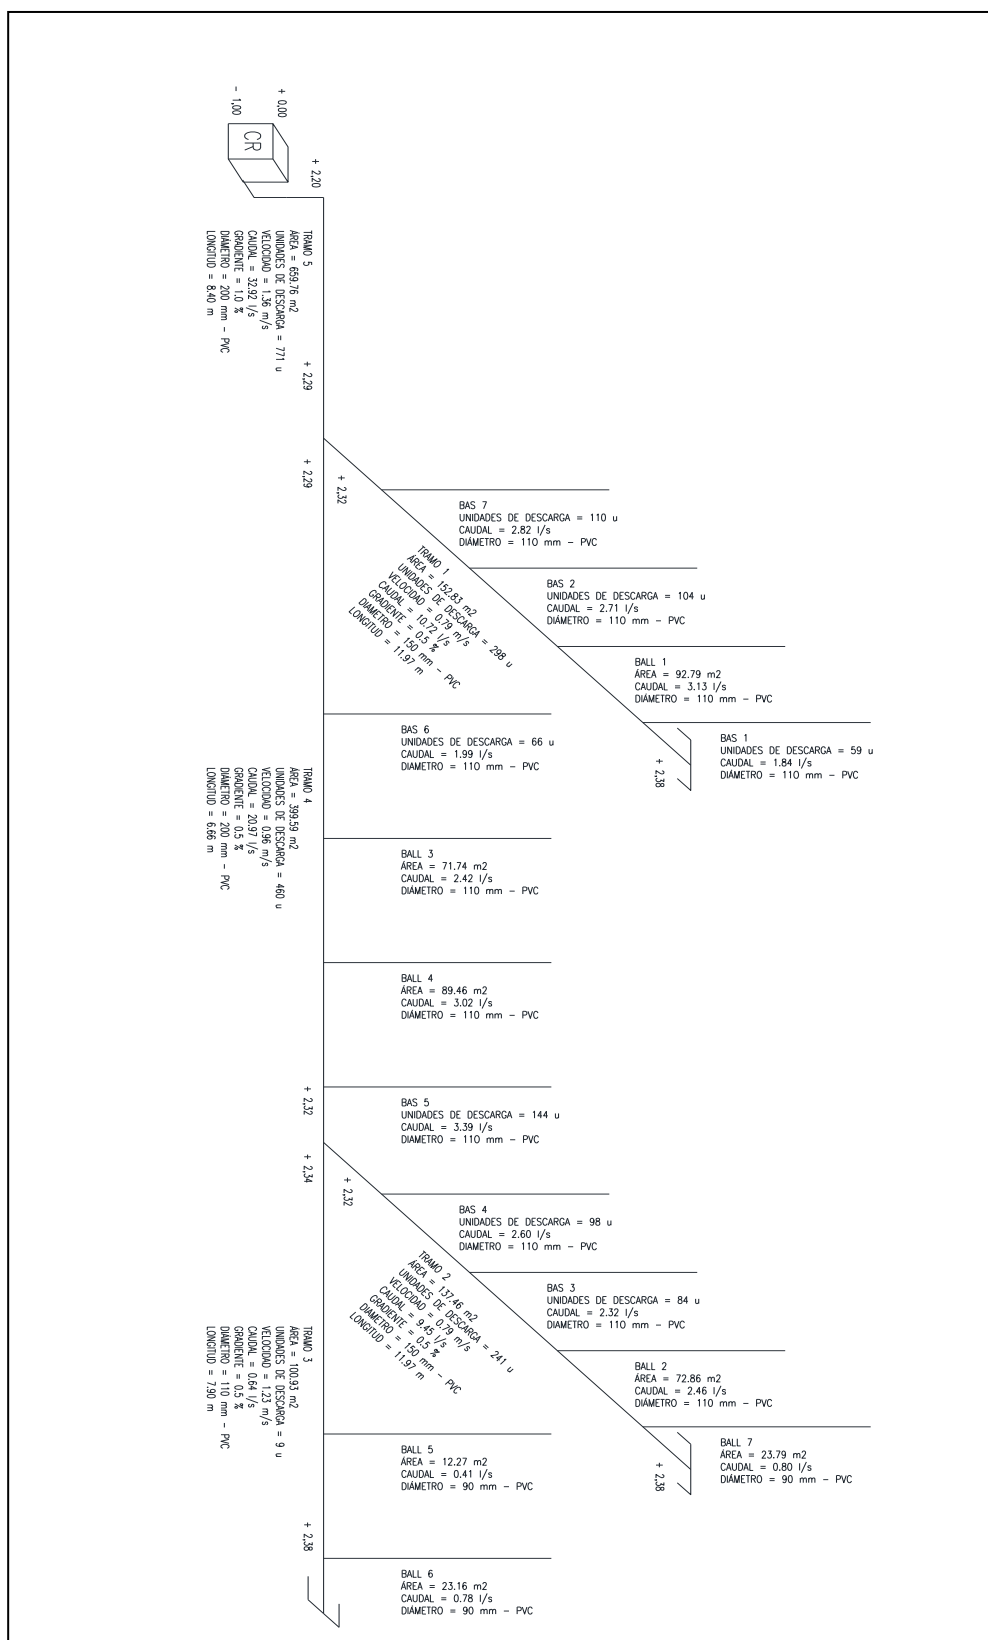 + 0,00
- 1,00
CR
+ 2,20
TRAMO 5
ÁREA = 659.76 m2
UNIDADES DE DESCARGA = 771 u
VELOCIDAD = 1.36 m/s
CAUDAL = 32.92 l/s
GRADIENTE = 1.0 %
DIÁMETRO = 200 mm - PVC
LONGITUD = 8.40 m
+ 2,29
+ 2,29
+ 2,32
BAS 7
UNIDADES DE DESCARGA = 110 u
CAUDAL = 2.82 l/s
DIÁMETRO = 110 mm - PVC
TRAMO 1
ÁREA = 152.83 m2
UNIDADES DE DESCARGA = 298 u
VELOCIDAD = 0.79 m/s
CAUDAL = 10.72 l/s
GRADIENTE = 0.5 %
DIÁMETRO = 150 mm - PVC
LONGITUD = 11.97 m
BAS 2
UNIDADES DE DESCARGA = 104 u
CAUDAL = 2.71 l/s
DIÁMETRO = 110 mm - PVC
BALL 1
ÁREA = 92.79 m2
CAUDAL = 3.13 l/s
DIÁMETRO = 110 mm - PVC
BAS 1
UNIDADES DE DESCARGA = 59 u
CAUDAL = 1.84 l/s
DIÁMETRO = 110 mm - PVC
+ 2,38
BAS 6
UNIDADES DE DESCARGA = 66 u
CAUDAL = 1.99 l/s
DIÁMETRO = 110 mm - PVC
TRAMO 4
ÁREA = 399.59 m2
UNIDADES DE DESCARGA = 460 u
VELOCIDAD = 0.96 m/s
CAUDAL = 20.97 l/s
GRADIENTE = 0.5 %
DIÁMETRO = 200 mm - PVC
LONGITUD = 6.66 m
BALL 3
ÁREA = 71.74 m2
CAUDAL = 2.42 l/s
DIÁMETRO = 110 mm - PVC
BALL 4
ÁREA = 89.46 m2
CAUDAL = 3.02 l/s
DIÁMETRO = 110 mm - PVC
+ 2,32
BAS 5
UNIDADES DE DESCARGA = 144 u
CAUDAL = 3.39 l/s
DIÁMETRO = 110 mm - PVC
+ 2,34
+ 2,32
BAS 4
UNIDADES DE DESCARGA = 98 u
CAUDAL = 2.60 l/s
DIÁMETRO = 110 mm - PVC
TRAMO 2
ÁREA = 137.46 m2
UNIDADES DE DESCARGA = 241 u
VELOCIDAD = 0.79 m/s
CAUDAL = 9.45 l/s
GRADIENTE = 0.5 %
DIÁMETRO = 150 mm - PVC
LONGITUD = 11.97 m
BAS 3
UNIDADES DE DESCARGA = 84 u
CAUDAL = 2.32 l/s
DIÁMETRO = 110 mm - PVC
BALL 2
ÁREA = 72.86 m2
CAUDAL = 2.46 l/s
DIÁMETRO = 110 mm - PVC
BALL 7
ÁREA = 23.79 m2
CAUDAL = 0.80 l/s
DIÁMETRO = 90 mm - PVC
+ 2,38
TRAMO 3
ÁREA = 100.93 m2
UNIDADES DE DESCARGA = 9 u
VELOCIDAD = 1.23 m/s
CAUDAL = 0.64 l/s
GRADIENTE = 0.5 %
DIÁMETRO = 110 mm - PVC
LONGITUD = 7.90 m
BALL 5
ÁREA = 12.27 m2
CAUDAL = 0.41 l/s
DIÁMETRO = 90 mm - PVC
+ 2,38
BALL 6
ÁREA = 23.16 m2
CAUDAL = 0.78 l/s
DIÁMETRO = 90 mm - PVC